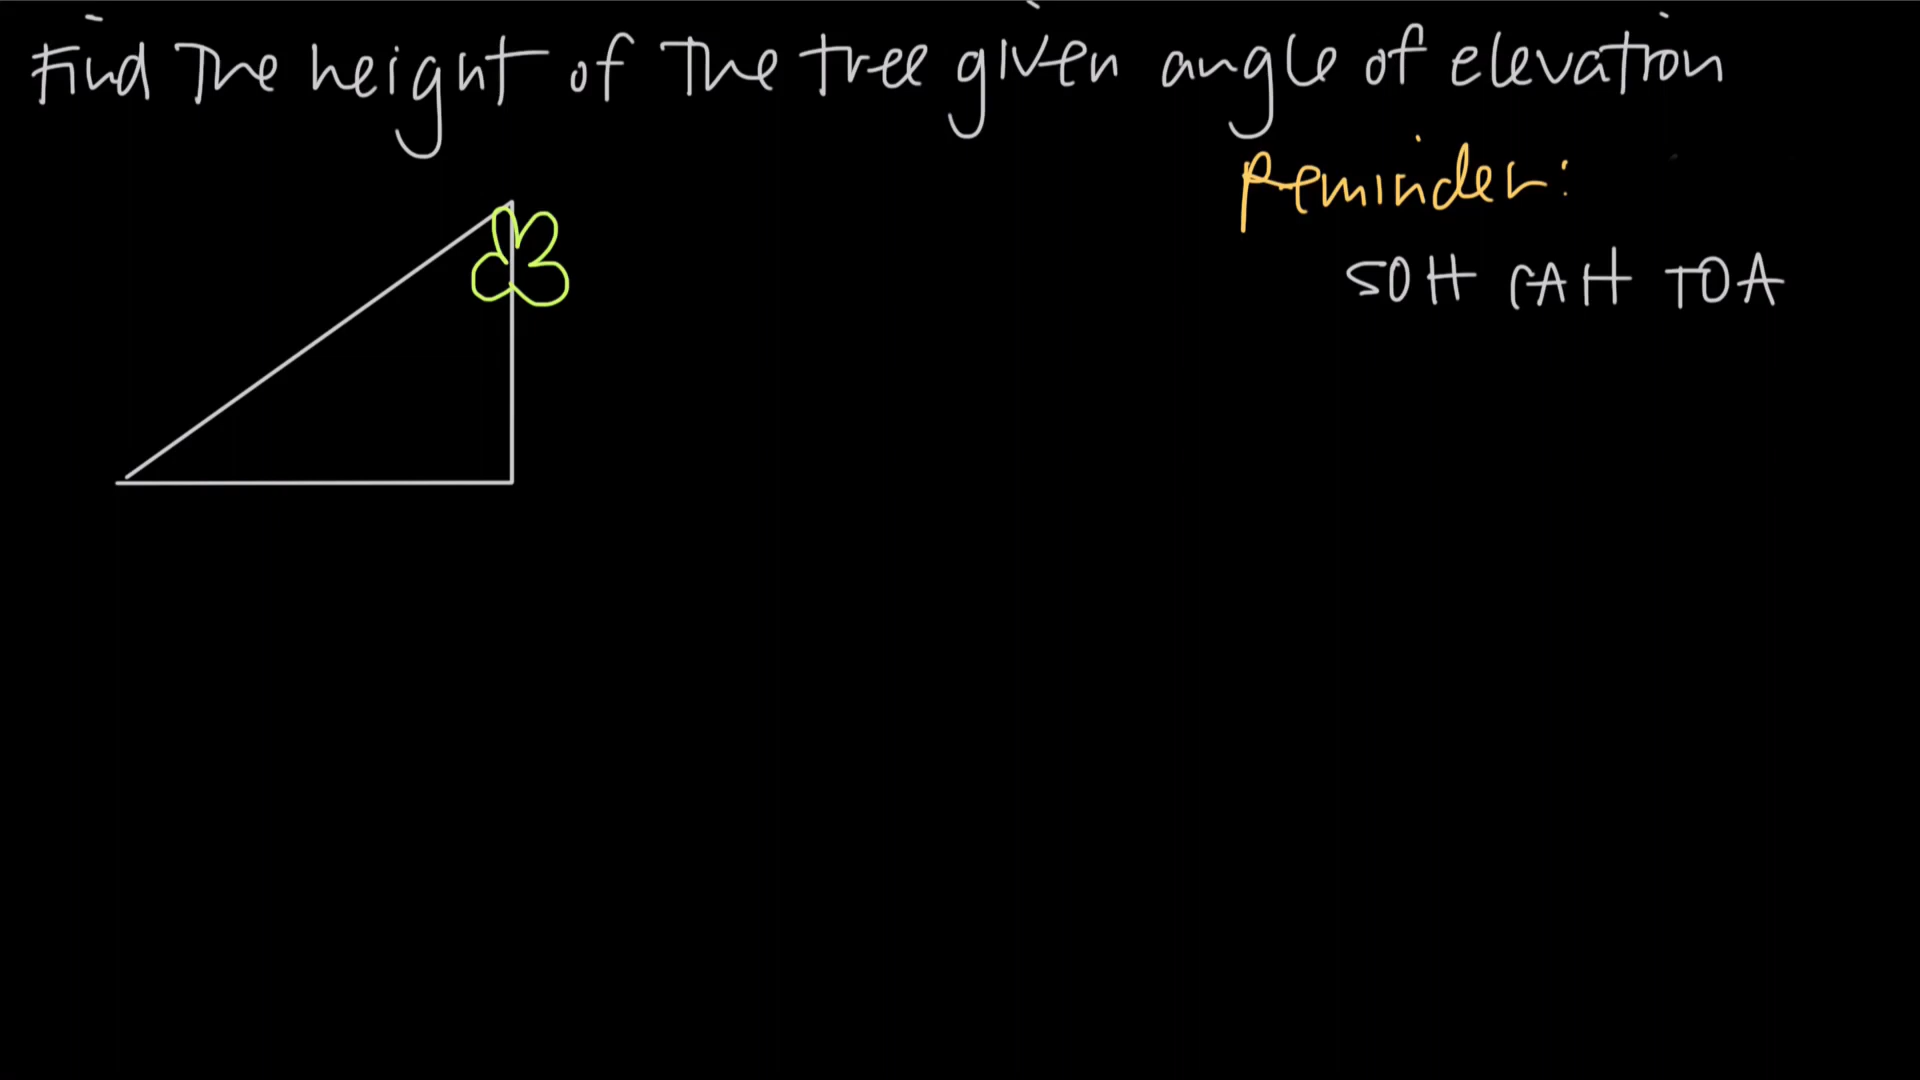 Find The height of The tree given angle of elevation
Reminder:
SOH CAH TOA